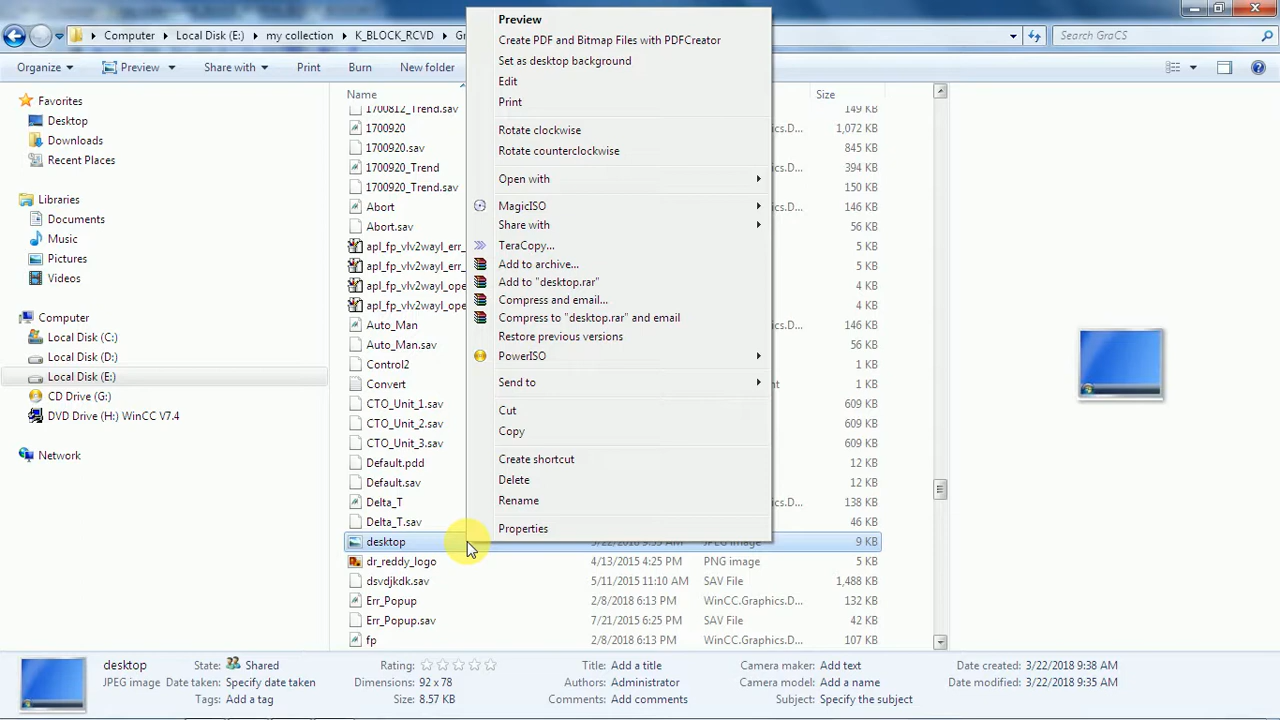 Computer Local Disk (E:) my collection K_BLOCK_RCVD Search GraCS
Organize Preview Share with Print Burn New folder
Favorites
Desktop
Downloads
Recent Places
Libraries
Documents
Music
Pictures
Videos
Computer
Local Disk (C:)
Local Disk (D:)
Local Disk (E:)
CD Drive (G:)
DVD Drive (H:) WinCC V7.4
Network
Name Size
1700812_Trend.sav 149 KB
1700920 1,072 KB
1700920.sav 845 KB
1700920_Trend 394 KB
1700920_Trend.sav 150 KB
Abort 146 KB
Abort.sav 56 KB
apl_fp_vlv2wayl_err_ 5 KB
apl_fp_vlv2wayl_err_ 5 KB
apl_fp_vlv2wayl_ope 4 KB
apl_fp_vlv2wayl_ope 4 KB
Auto_Man 146 KB
Auto_Man.sav 56 KB
Control2 138 KB
Convert
CTO_Unit_1.sav 609 KB
CTO_Unit_2.sav 609 KB
CTO_Unit_3.sav 609 KB
Default.pdd 12 KB
Default.sav 12 KB
Delta_T 138 KB
Delta_T.sav 46 KB
desktop 9 KB
dr_reddy_logo 4/13/2015 4:25 PM PNG image 5 KB
dsvdjkdk.sav 5/11/2015 11:10 AM SAV File 1,488 KB
Err_Popup 2/8/2018 6:13 PM WinCC.Graphics.D... 132 KB
Err_Popup.sav 7/21/2015 6:25 PM SAV File 42 KB
fp 2/8/2018 6:13 PM WinCC.Graphics.D... 107 KB
Preview
Create PDF and Bitmap Files with PDFCreator
Set as desktop background
Edit
Print
Rotate clockwise
Rotate counterclockwise
Open with
MagicISO
Share with
TeraCopy...
Add to archive...
Add to "desktop.rar"
Compress and email...
Compress to "desktop.rar" and email
Restore previous versions
PowerISO
Send to
Cut
Copy
Create shortcut
Delete
Rename
Properties
desktop State: Shared Rating: Title: Add a title Camera maker: Add text Date created: 3/22/2018 9:38 AM
JPEG image Date taken: Specify date taken Dimensions: 92 x 78 Authors: Administrator Camera model: Add a name Date modified: 3/22/2018 9:35 AM
Tags: Add a tag Size: 8.57 KB Comments: Add comments Subject: Specify the subject